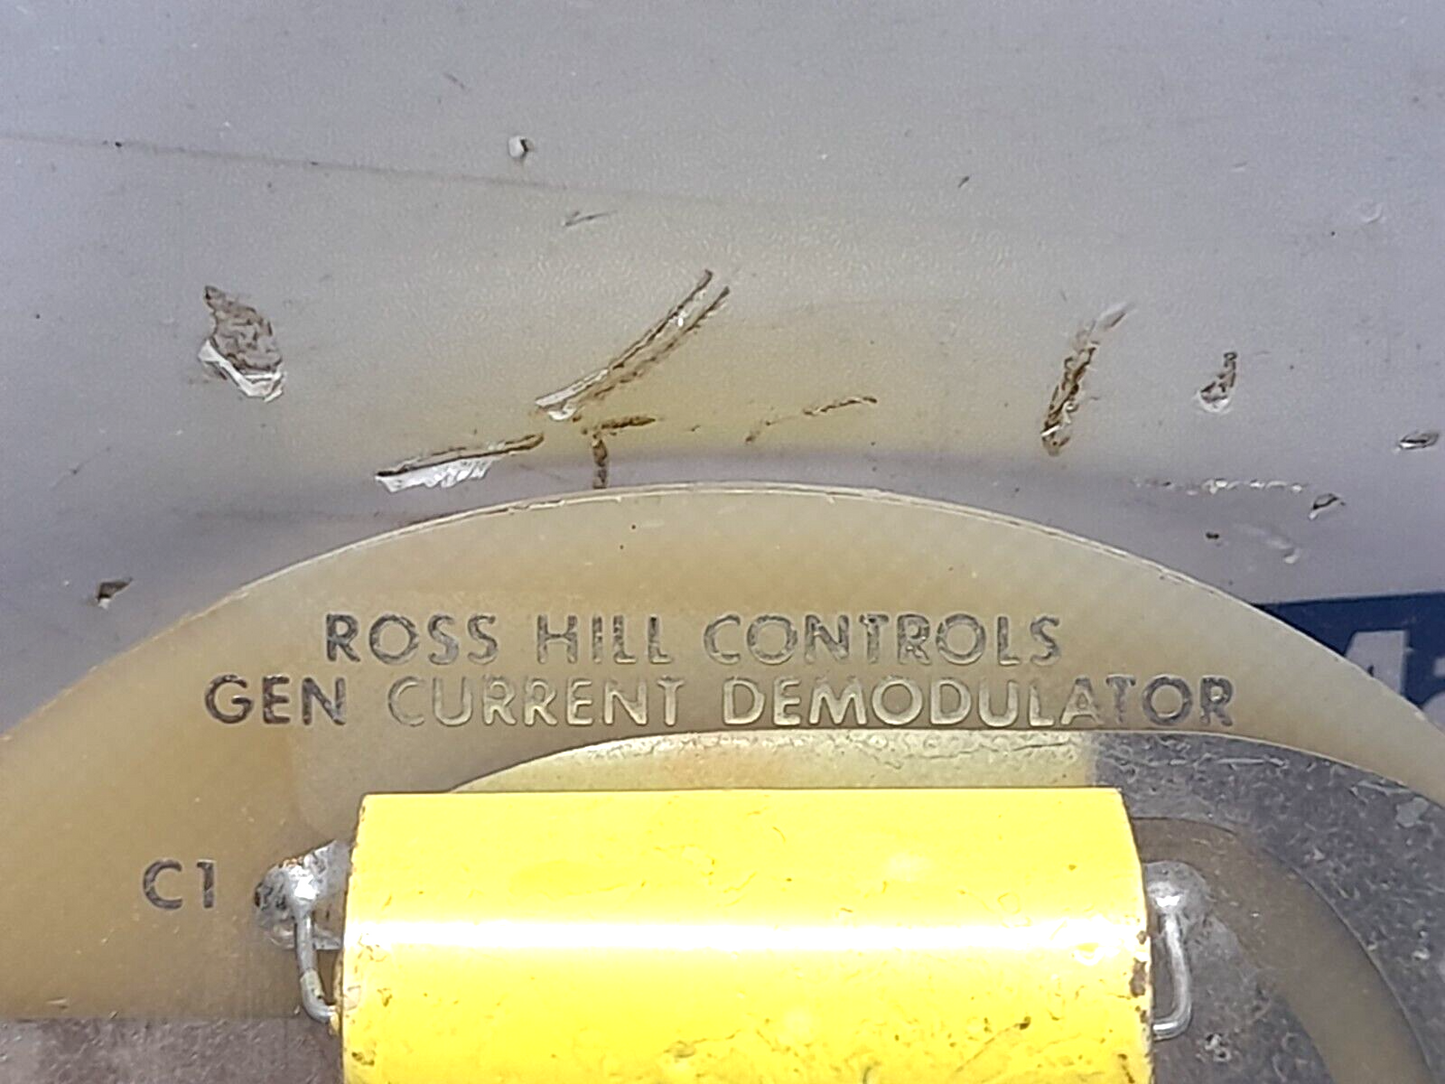 ROSS HILL CONTROLS
GEN CURRENT DEMODULATOR
C1